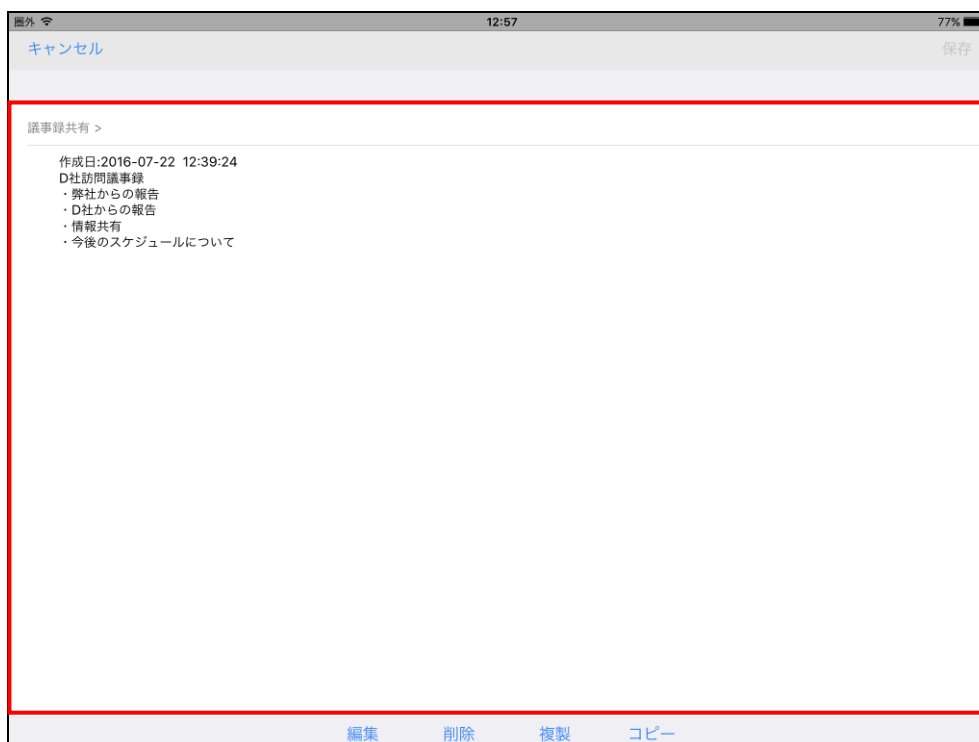 圏外 12:57 77%
キャンセル 保存
議事録共有 >
作成日:2016-07-22 12:39:24
D社訪問議事録
・弊社からの報告
・D社からの報告
・情報共有
・今後のスケジュールについて
編集 削除 複製 コピー